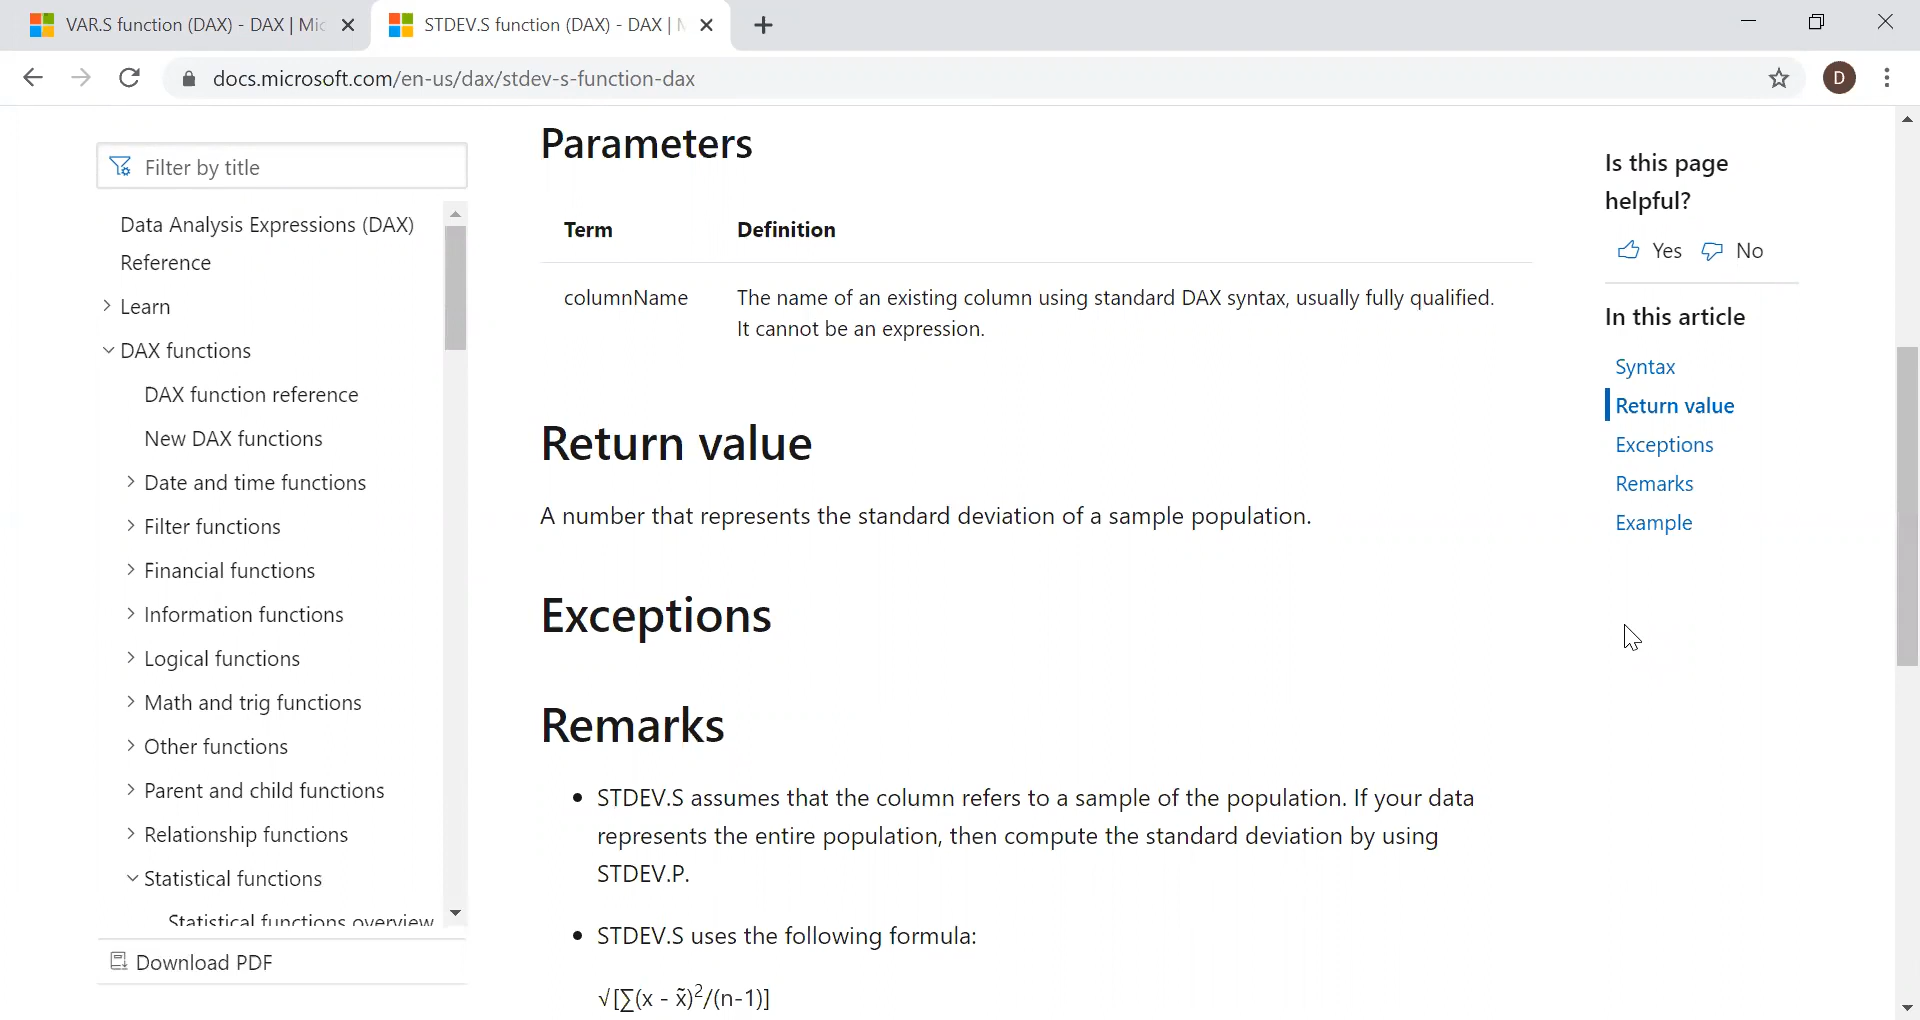 VAR.S function (DAX) - DAX | Mic
STDEV.S function (DAX) - DAX | M
docs.microsoft.com/en-us/dax/stdev-s-function-dax
D
Filter by title
Data Analysis Expressions (DAX)
Reference
Learn
DAX functions
DAX function reference
New DAX functions
Date and time functions
Filter functions
Financial functions
Information functions
Logical functions
Math and trig functions
Other functions
Parent and child functions
Relationship functions
Statistical functions
Statistical functions overview
Download PDF
Parameters
Term Definition
columnName The name of an existing column using standard DAX syntax, usually fully qualified.
It cannot be an expression.
Return value
A number that represents the standard deviation of a sample population.
Exceptions
Remarks
• STDEV.S assumes that the column refers to a sample of the population. If your data
represents the entire population, then compute the standard deviation by using
STDEV.P.
• STDEV.S uses the following formula:
√[∑(x - x̃)²/(n-1)]
Is this page
helpful?
Yes No
In this article
Syntax
Return value
Exceptions
Remarks
Example